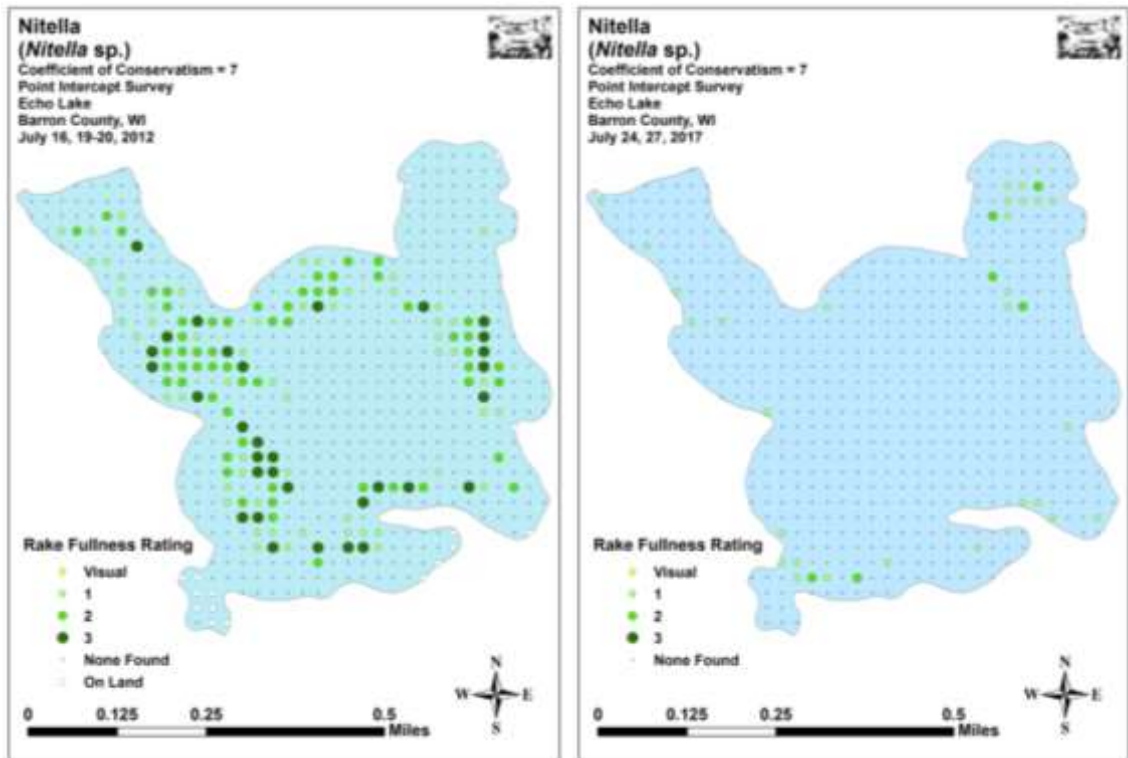 Nitella
(Nitella sp.)
Coefficient of Conservatism = 7
Point Intercept Survey
Echo Lake
Barron County, WI
July 16, 19-20, 2012
Rake Fullness Rating
Visual
1
2
3
None Found
On Land
N
W E
S
0 0.125 0.25 0.5
Miles
Nitella
(Nitella sp.)
Coefficient of Conservatism = 7
Point Intercept Survey
Echo Lake
Barron County, WI
July 24, 27, 2017
Rake Fullness Rating
Visual
1
2
3
None Found
N
W E
S
0 0.125 0.25 0.5
Miles